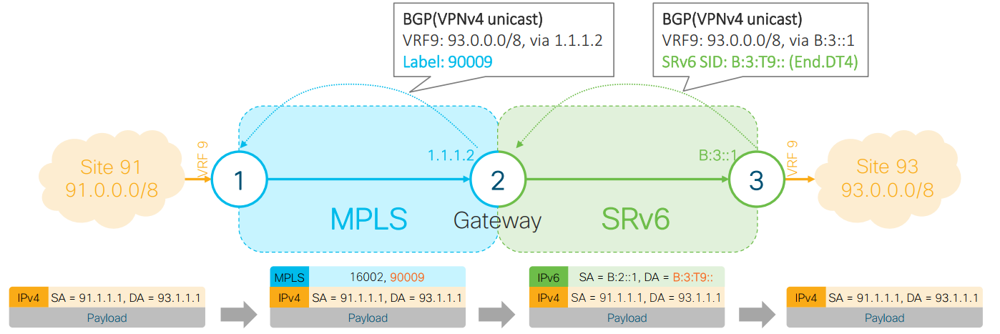 BGP(VPNv4 unicast)
VRF9: 93.0.0.0/8, via 1.1.1.2
Label: 90009
BGP(VPNv4 unicast)
VRF9: 93.0.0.0/8, via B:3::1
SRv6 SID: B:3:T9:: (End.DT4)
Site 91
91.0.0.0/8
VRF 9
1
1.1.1.2
2
B:3::1
3
VRF 9
Site 93
93.0.0.0/8
MPLS
Gateway
SRv6
IPv4 SA = 91.1.1.1, DA = 93.1.1.1
Payload
MPLS 16002, 90009
IPv4 SA = 91.1.1.1, DA = 93.1.1.1
Payload
IPv6 SA = B:2::1, DA = B:3:T9::
IPv4 SA = 91.1.1.1, DA = 93.1.1.1
Payload
IPv4 SA = 91.1.1.1, DA = 93.1.1.1
Payload